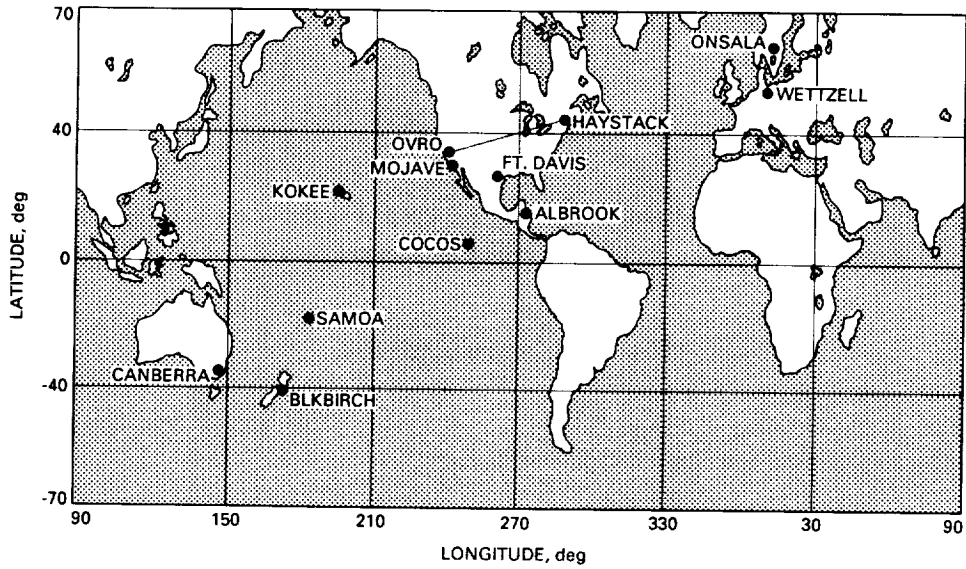 70
ONSALA
WETTZELL
HAYSTACK
40
OVRO
MOJAVE
FT. DAVIS
KOKEE
ALBROOK
COCOS
0
SAMOA
CANBERRA
-40
BLKBIRCH
-70
90 150 210 270 330 30 90
LONGITUDE, deg
LATITUDE, deg